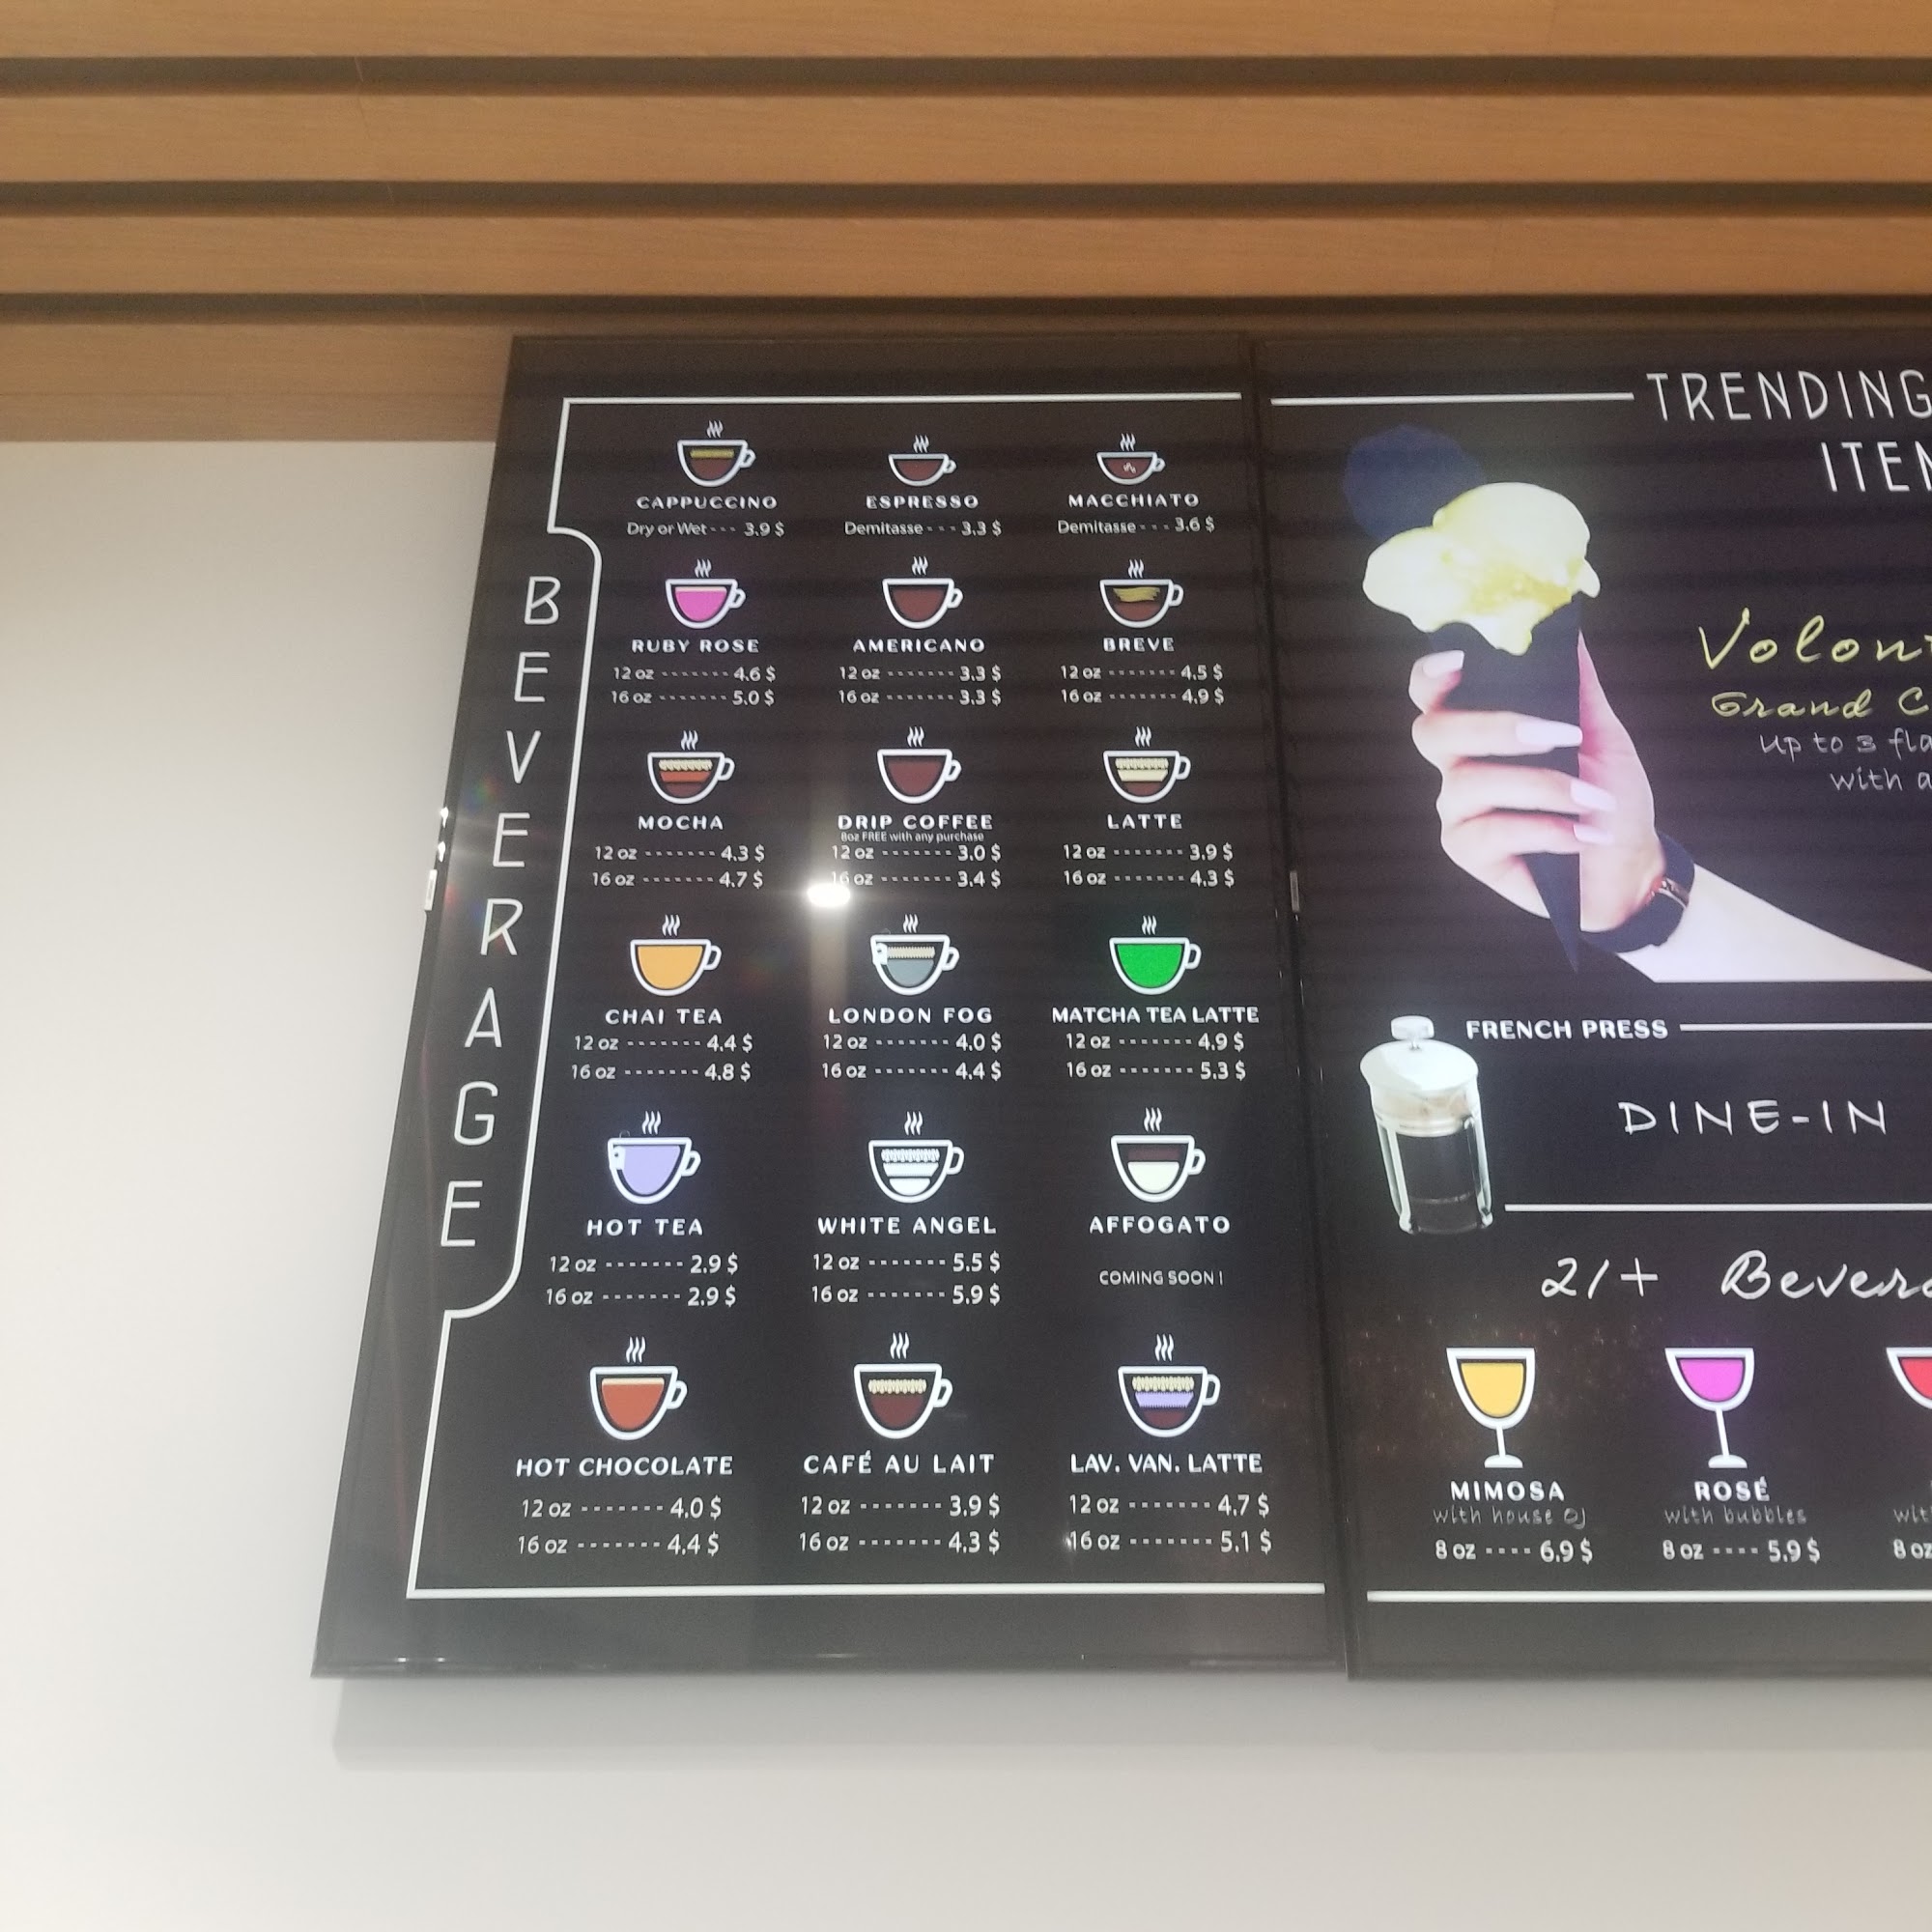 BEVERAGE
CAPPUCCINO
Dry or Wet --- 3.9 $
ESPRESSO
Demitasse --- 3.3 $
MACCHIATO
Demitasse --- 3.6 $
RUBY ROSE
12 oz ------- 4.6 $
16 oz ------- 5.0 $
AMERICANO
12 oz ------- 3.3 $
16 oz ------- 3.3 $
BREVE
12 oz ------- 4.5 $
16 oz ------- 4.9 $
MOCHA
12 oz ------- 4.3 $
16 oz ------- 4.7 $
DRIP COFFEE
8oz FREE with any purchase
12 oz ------- 3.0 $
16 oz ------- 3.4 $
LATTE
12 oz ------- 3.9 $
16 oz ------- 4.3 $
CHAI TEA
12 oz ------- 4.4 $
16 oz ------- 4.8 $
LONDON FOG
12 oz ------- 4.0 $
16 oz ------- 4.4 $
MATCHA TEA LATTE
12 oz ------- 4.9 $
16 oz ------- 5.3 $
HOT TEA
12 oz ------- 2.9 $
16 oz ------- 2.9 $
WHITE ANGEL
12 oz ------- 5.5 $
16 oz ------- 5.9 $
AFFOGATO
COMING SOON !
HOT CHOCOLATE
12 oz ------- 4.0 $
16 oz ------- 4.4 $
CAFÉ AU LAIT
12 oz ------- 3.9 $
16 oz ------- 4.3 $
LAV. VAN. LATTE
12 oz ------- 4.7 $
16 oz ------- 5.1 $
TRENDING
Grand
up to 3
with
FRENCH PRESS
DINE-IN
21+
MIMOSA
with house OJ
8 oz ---- 6.9 $
ROSÉ
with bubbles
8 oz ---- 5.9 $
8 oz